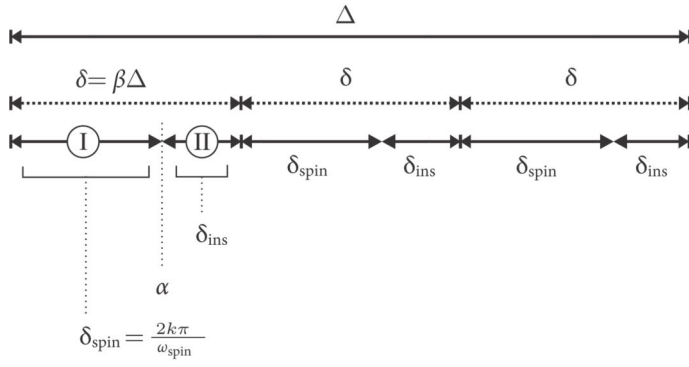 Δ
δ= βΔ δ δ
I II
δspin δins δspin δins
δins
α
δspin = 2kπ/ωspin